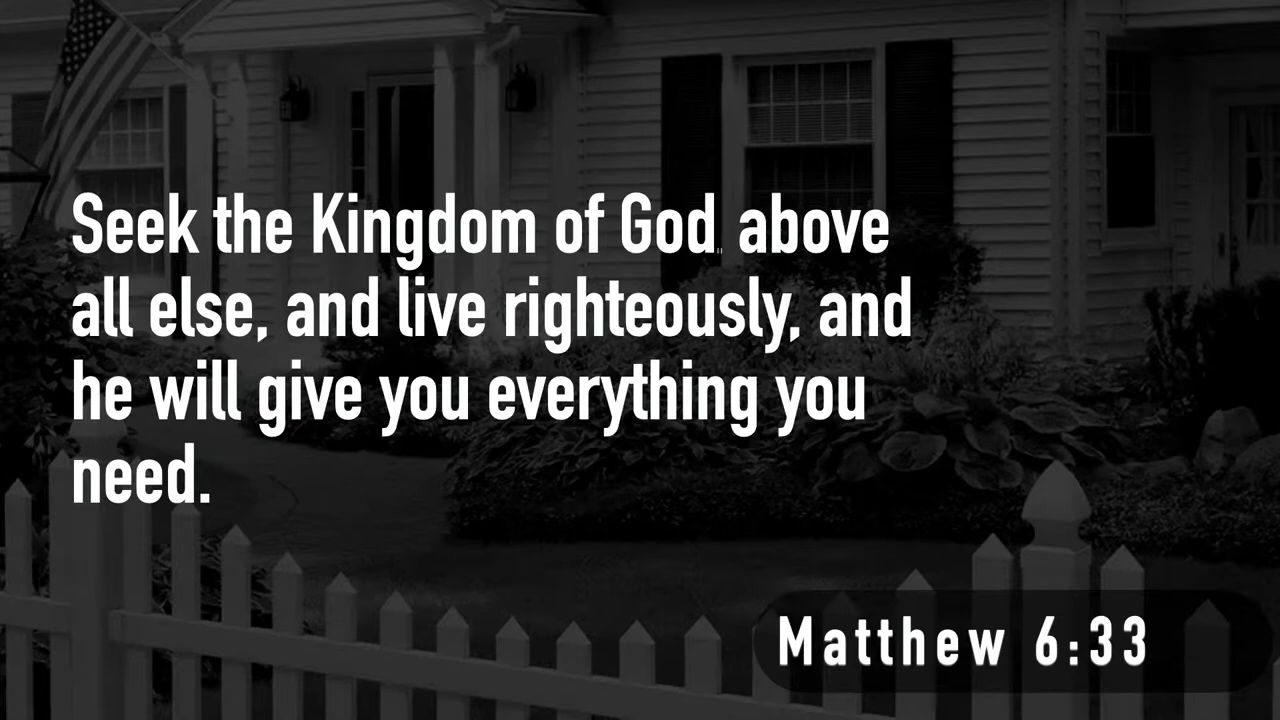 Seek the Kingdom of God above
all else, and live righteously, and
he will give you everything you
need.
Matthew 6:33